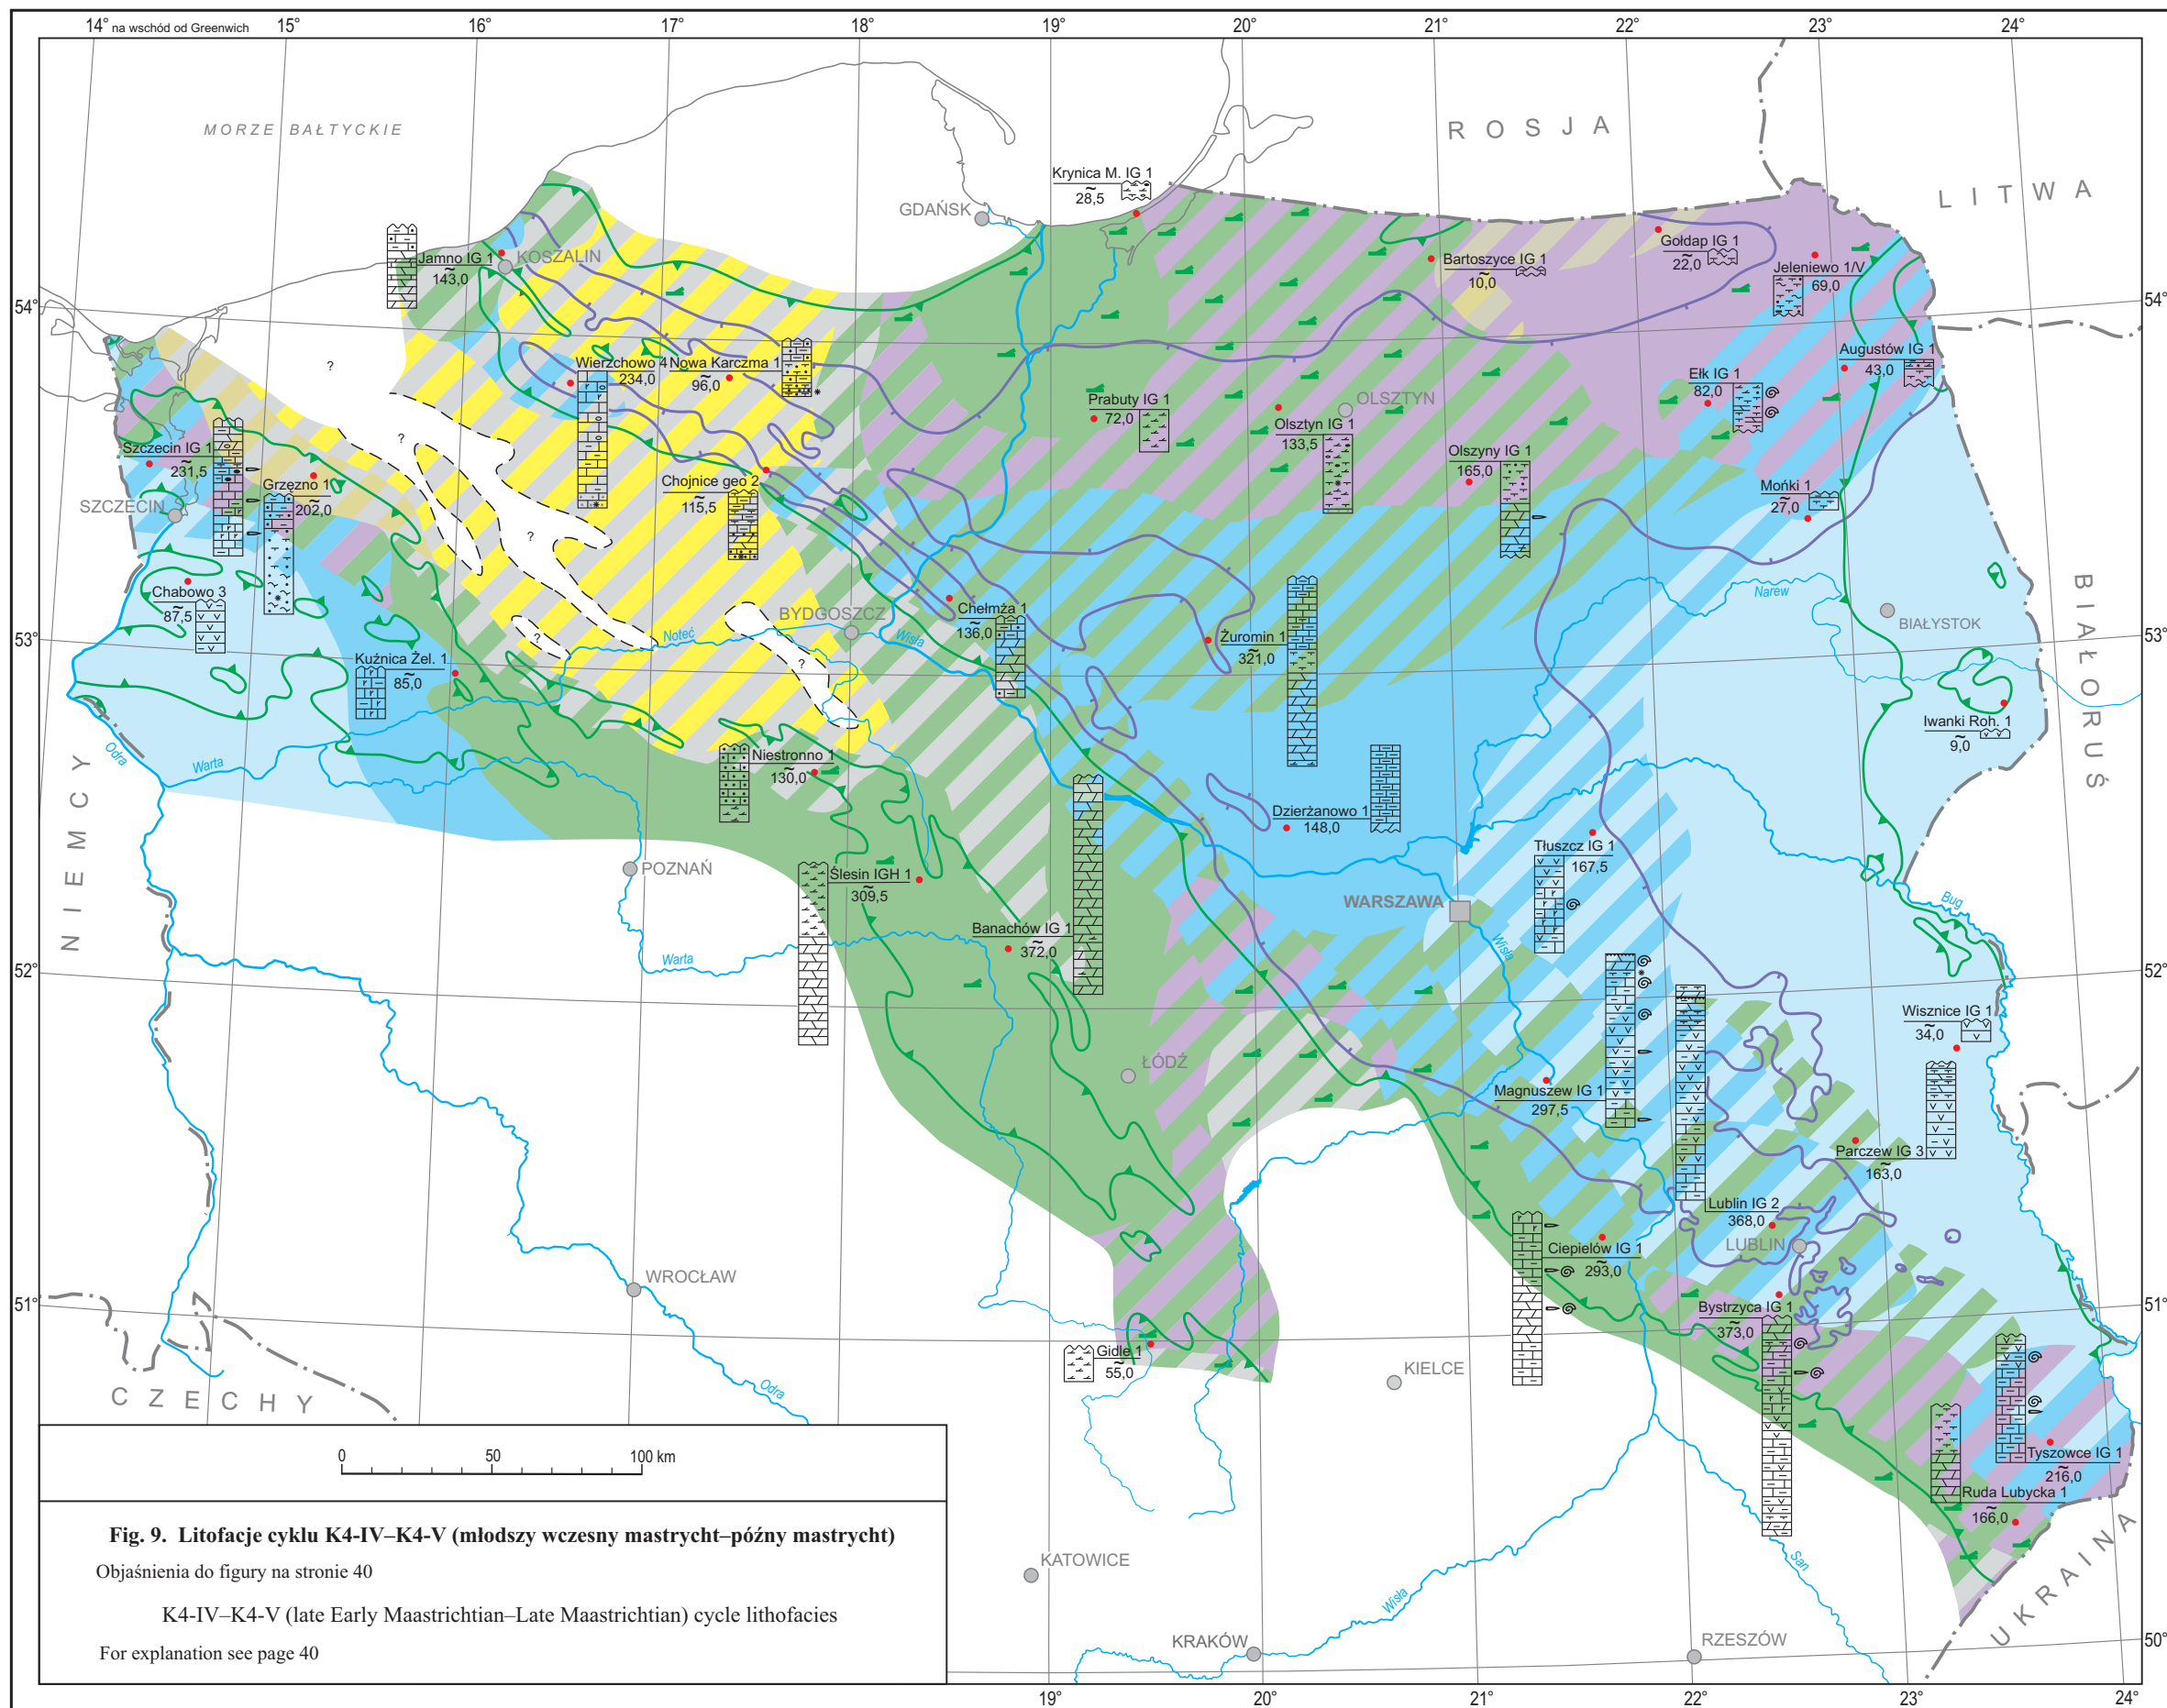 14° na wschód od Greenwich 15° 16° 17° 18° 19° 20° 21° 22° 23° 24°
MORZE BAŁTYCKIE
ROSJA
LITWA
Krynica M. IG 1
28,5
GDAŃSK
Jamno IG 1
143,0
KOSZALIN
Bartoszyce IG 1
10,0
Gołdap IG 1
22,0
Jeleniewo 1/V
69,0
54° 54°
?
Wierzchowo 4
234,0
Nowa Karczma 1
96,0
Augustów IG 1
43,0
Ełk IG 1
82,0
Prabuty IG 1
72,0
OLSZTYN
Olsztyn IG 1
133,5
Olszyny IG 1
165,0
?
Szczecin IG 1
231,5
Grzęzno 1
202,0
SZCZECIN
Chojnice geo 2
115,5
Mońki 1
27,0
?
Chabowo 3
87,5
BYDGOSZCZ
Chełmża 1
136,0
Żuromin 1
321,0
Narew
BIAŁYSTOK
BIAŁORUŚ
53° 53°
Noteć
Wisła
?
?
Kuźnica Żel. 1
85,0
Iwanki Roh. 1
9,0
NIEMCY
Odra
Warta
Niestronno 1
130,0
Dzierżanowo 1
148,0
Tłuszcz IG 1
167,5
POZNAŃ
Ślesin IGH 1
309,5
WARSZAWA
Bug
Banachów IG 1
372,0
Wisła
Warta
52° 52°
Wisznice IG 1
34,0
ŁÓDŹ
Magnuszew IG 1
297,5
Parczew IG 3
163,0
Lublin IG 2
368,0
LUBLIN
Ciepielów IG 1
293,0
WROCŁAW
51° 51°
Bystrzyca IG 1
373,0
Gidle 1
55,0
KIELCE
CZECHY
Odra
Tyszowce IG 1
216,0
Ruda Lubycka 1
166,0
0 50 100 km
UKRAINA
San
Fig. 9. Litofacje cyklu K4-IV–K4-V (młodszy wczesny mastrycht–późny mastrycht)
Objaśnienia do figury na stronie 40
K4-IV–K4-V (late Early Maastrichtian–Late Maastrichtian) cycle lithofacies
For explanation see page 40
KATOWICE
Wisła
KRAKÓW
RZESZÓW
50°
19° 20° 21° 22° 23° 24°